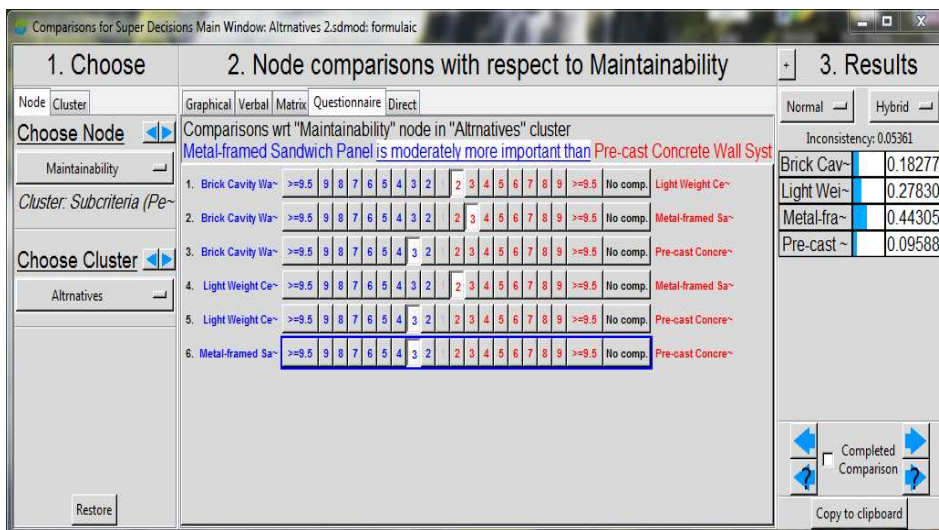 Comparisons for Super Decisions Main Window: Altrnatives 2.sdmod: formulaic
1. Choose
Node Cluster
Choose Node
Maintainability
Cluster: Subcriteria (Pe~
Choose Cluster
Altrnatives
Restore
2. Node comparisons with respect to Maintainability
Graphical Verbal Matrix Questionnaire Direct
Comparisons wrt "Maintainability" node in "Altrnatives" cluster
Metal-framed Sandwich Panel is moderately more important than Pre-cast Concrete Wall Syst
1. Brick Cavity Wa~ >=9.5 9 8 7 6 5 4 3 2 1 2 3 4 5 6 7 8 9 >=9.5 No comp. Light Weight Ce~
2. Brick Cavity Wa~ >=9.5 9 8 7 6 5 4 3 2 1 2 3 4 5 6 7 8 9 >=9.5 No comp. Metal-framed Sa~
3. Brick Cavity Wa~ >=9.5 9 8 7 6 5 4 3 2 1 2 3 4 5 6 7 8 9 >=9.5 No comp. Pre-cast Concre~
4. Light Weight Ce~ >=9.5 9 8 7 6 5 4 3 2 1 2 3 4 5 6 7 8 9 >=9.5 No comp. Metal-framed Sa~
5. Light Weight Ce~ >=9.5 9 8 7 6 5 4 3 2 1 2 3 4 5 6 7 8 9 >=9.5 No comp. Pre-cast Concre~
6. Metal-framed Sa~ >=9.5 9 8 7 6 5 4 3 2 1 2 3 4 5 6 7 8 9 >=9.5 No comp. Pre-cast Concre~
+ 3. Results
Normal Hybrid
Inconsistency: 0.05361
Brick Cav~ 0.18277
Light Wei~ 0.27830
Metal-fra~ 0.44305
Pre-cast ~ 0.09588
Completed
Comparison
? ?
Copy to clipboard